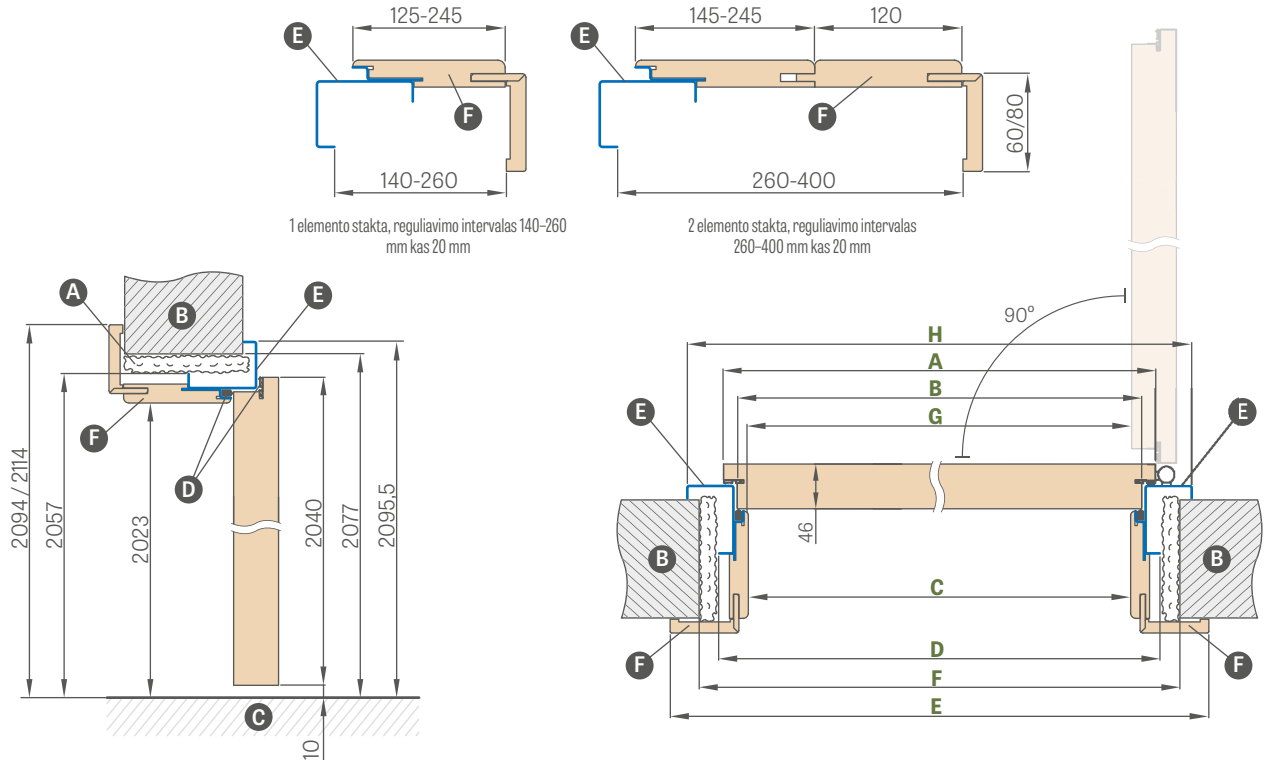 125-245
145-245
120
E
E
F
F
60/80
140-260
260-400
1 elemento stakta, reguliavimo intervalas 140–260
mm kas 20 mm
2 elemento stakta, reguliavimo intervalas
260–400 mm kas 20 mm
A
B
E
F
D
2094 / 2114
2057
2023
2040
2077
2095,5
C
10
90°
H
A
B
G
E
E
46
B
B
C
F
F
D
F
E